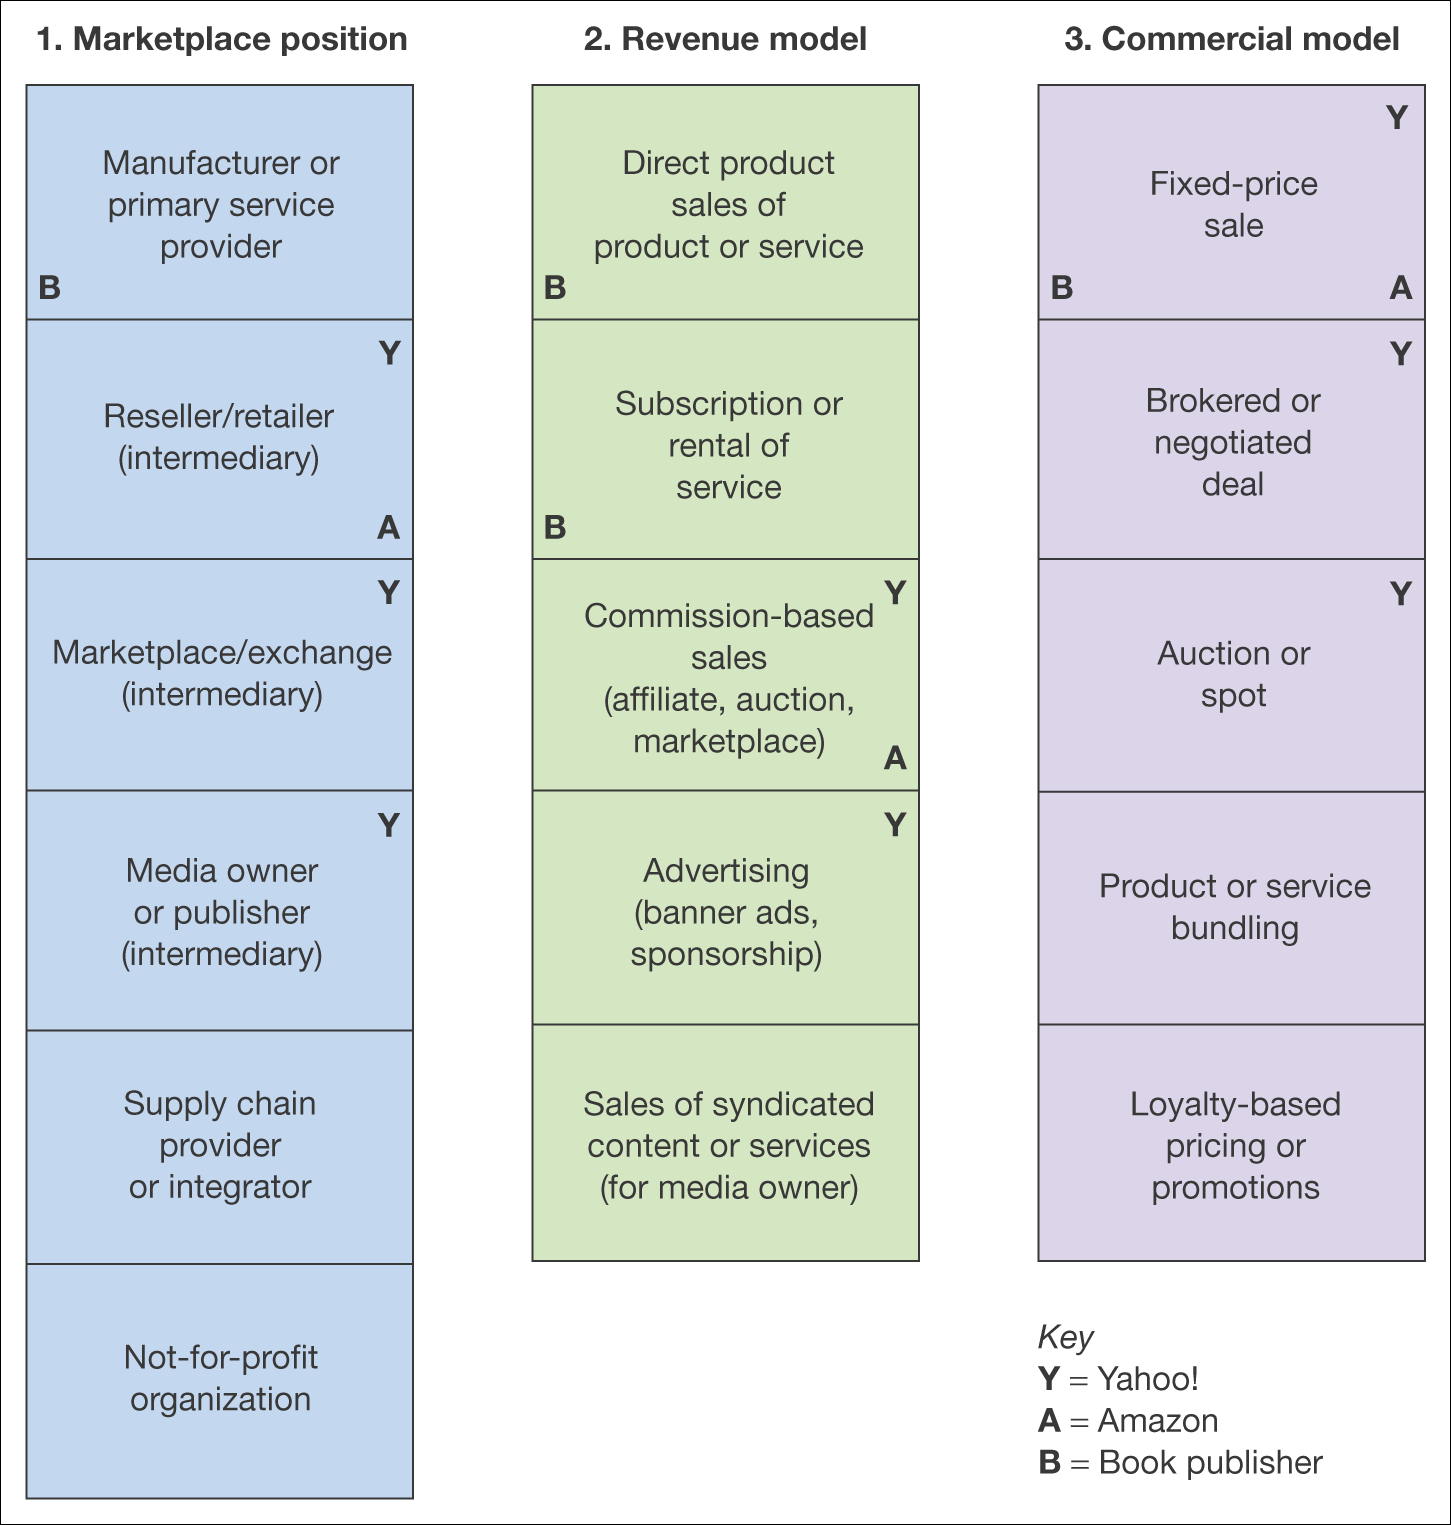 1. Marketplace position
Manufacturer or
primary service
provider
B
Y
Reseller/retailer
(intermediary)
A
Y
Marketplace/exchange
(intermediary)
Y
Media owner
or publisher
(intermediary)
Supply chain
provider
or integrator
Not-for-profit
organization
2. Revenue model
Direct product
sales of
product or service
B
Subscription or
rental of
service
B
Y
Commission-based
sales
(affiliate, auction,
marketplace)
A
Y
Advertising
(banner ads,
sponsorship)
Sales of syndicated
content or services
(for media owner)
3. Commercial model
Y
Fixed-price
sale
B A
Y
Brokered or
negotiated
deal
Y
Auction or
spot
Product or service
bundling
Loyalty-based
pricing or
promotions
Key
Y = Yahoo!
A = Amazon
B = Book publisher